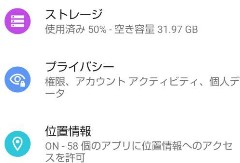 ストレージ
使用済み 50% - 空き容量 31.97 GB
プライバシー
権限、アカウント アクティビティ、個人デ
ータ
位置情報
ON - 58 個のアプリに位置情報へのアクセ
スを許可